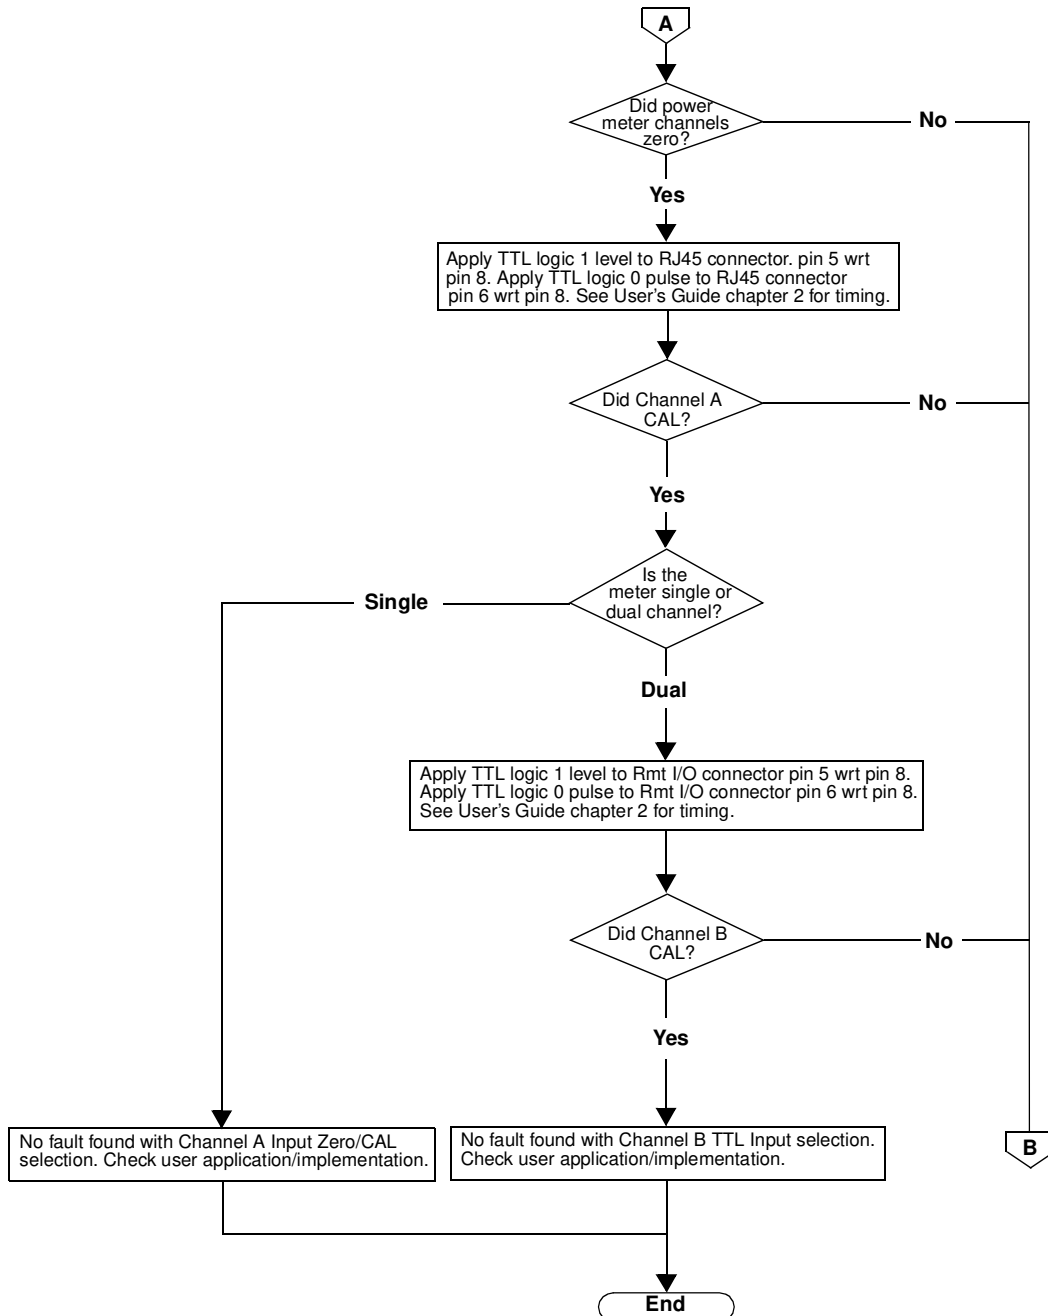 A
Did power
meter channels
zero?
No
Yes
Apply TTL logic 1 level to RJ45 connector. pin 5 wrt
pin 8. Apply TTL logic 0 pulse to RJ45 connector
pin 6 wrt pin 8. See User's Guide chapter 2 for timing.
Did Channel A
CAL?
No
Yes
Is the
meter single or
dual channel?
Single
Dual
Apply TTL logic 1 level to Rmt I/O connector pin 5 wrt pin 8.
Apply TTL logic 0 pulse to Rmt I/O connector pin 6 wrt pin 8.
See User's Guide chapter 2 for timing.
Did Channel B
CAL?
No
Yes
No fault found with Channel A Input Zero/CAL
selection. Check user application/implementation.
No fault found with Channel B TTL Input selection.
Check user application/implementation.
B
End